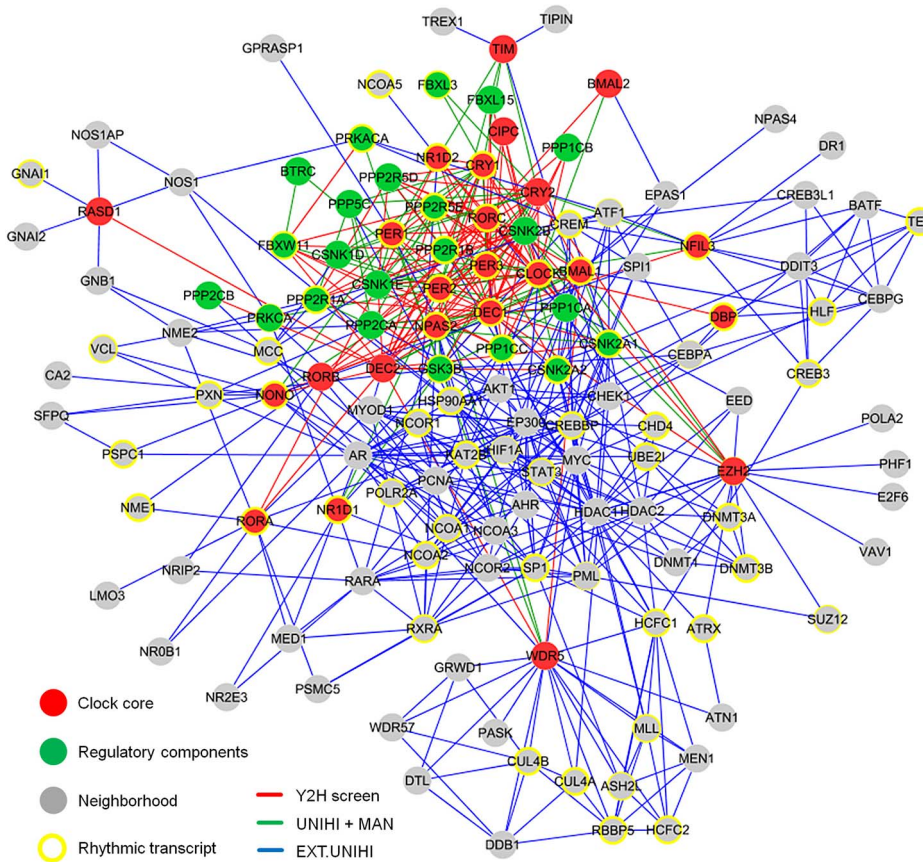 TREX1
TIPIN
GPRASP1
TIM
NCOA5
FBXL3
FBXL15
BMAL2
NOS1AP
PRKACA
CIPC
NPAS4
GNAI1
NOS1
BTRC
PPP2R5D
NR1D2
CRY1
PPP1CB
DR1
RASD1
PPP5C
PPP2R5E
CRY2
EPAS1
CREB3L1
BATF
GNAI2
FBXW11
PER1
RORC
CSNK2B
CREM
ATF1
NFIL3
TEF
GNB1
CSNK1D
PPP2R1B
PER3
CLOCK
BMAL1
SPI1
DDIT3
CEBPG
PPP2CB
PPP2R1A
CSNK1E
PER2
PRKCA
PPP2CA
NPAS2
DEC1
PPP1CA
DBP
HLF
NME2
VCL
MCC
PPP1CC
CSNK2A1
CEBPA
CREB3
CA2
PXN
NONO
RORB
DEC2
GSK3B
CSNK2A2
SFPQ
MYOD1
HSP90AA1
AKT1
CHEK1
EED
NCOR1
EP300
CREBBP
CHD4
POLA2
PSPC1
AR
KAT2B
HIF1A
MYC
UBE2I
PHF1
NME1
POLR2A
PCNA
STAT3
EZH2
E2F6
RORA
NR1D1
NCOA1
AHR
HDAC1
HDAC2
DNMT3A
NCOA2
NCOA3
VAV1
NRIP2
RARA
NCOR2
SP1
PML
DNMT1
DNMT3B
LMO3
RXRA
HCFC1
ATRX
SUZ12
NR0B1
MED1
WDR5
NR2E3
PSMC5
GRWD1
ATN1
WDR57
PASK
MLL
MEN1
DTL
CUL4B
CUL4A
ASH2L
DDB1
RBBP5
HCFC2
Clock core
Regulatory components
Neighborhood
Rhythmic transcript
Y2H screen
UNIHI + MAN
EXT.UNIHI